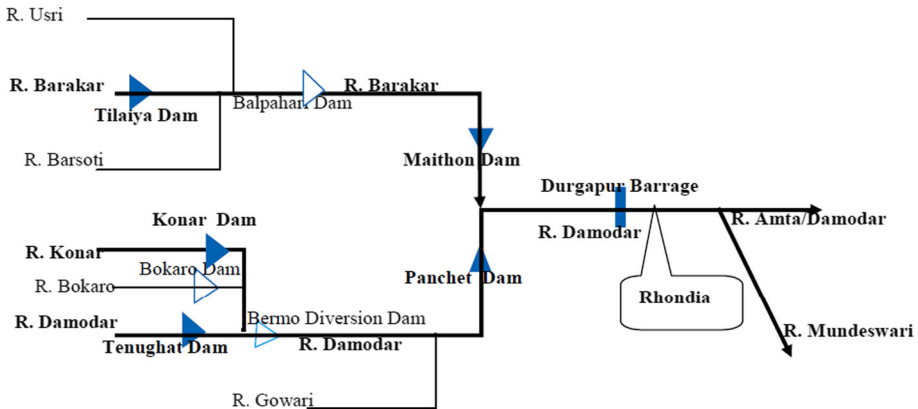 R. Usri
R. Barakar
R. Barakar
Balpahari Dam
Tilaiya Dam
R. Barsoti
Maithon Dam
Durgapur Barrage
Konar Dam
R. Amta/Damodar
R. Damodar
R. Konar
Bokaro Dam
Panchet Dam
R. Bokaro
Rhondia
Bermo Diversion Dam
R. Damodar
R. Mundeswari
Tenughat Dam
R. Damodar
R. Gowari